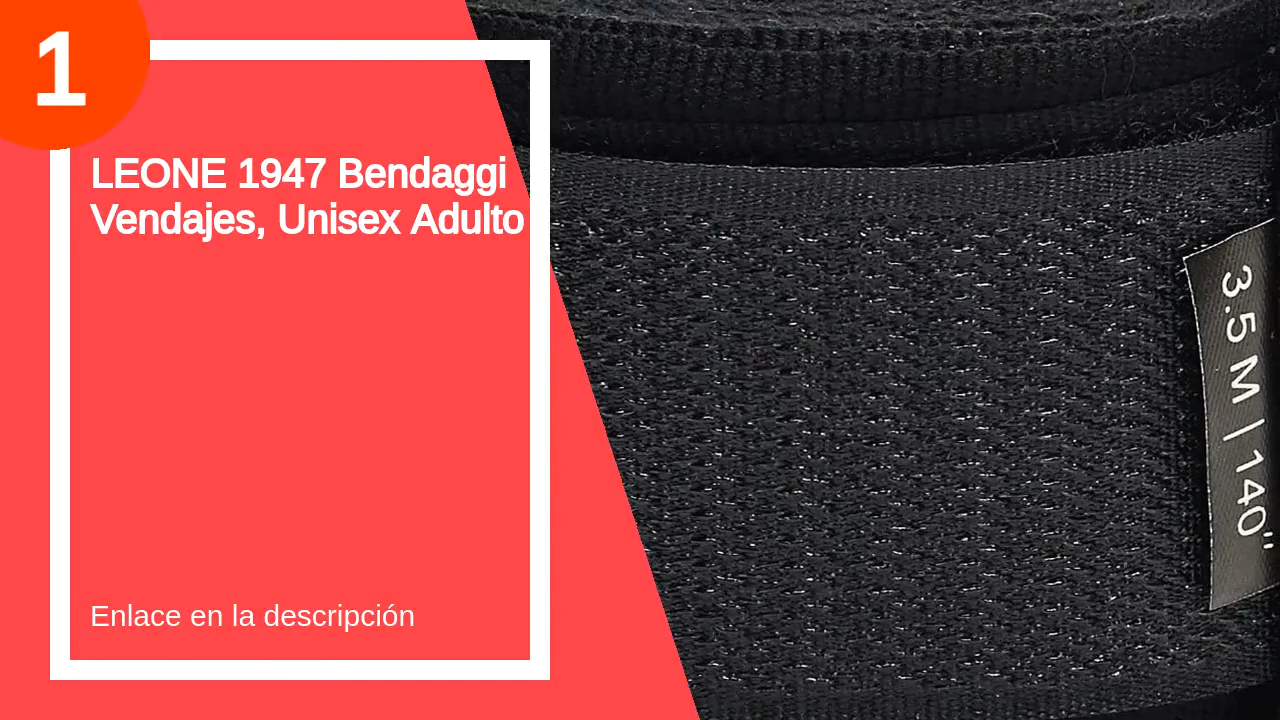 1
LEONE 1947 Bendaggi
Vendajes, Unisex Adulto
Enlace en la descripción
3.5 M | 140"